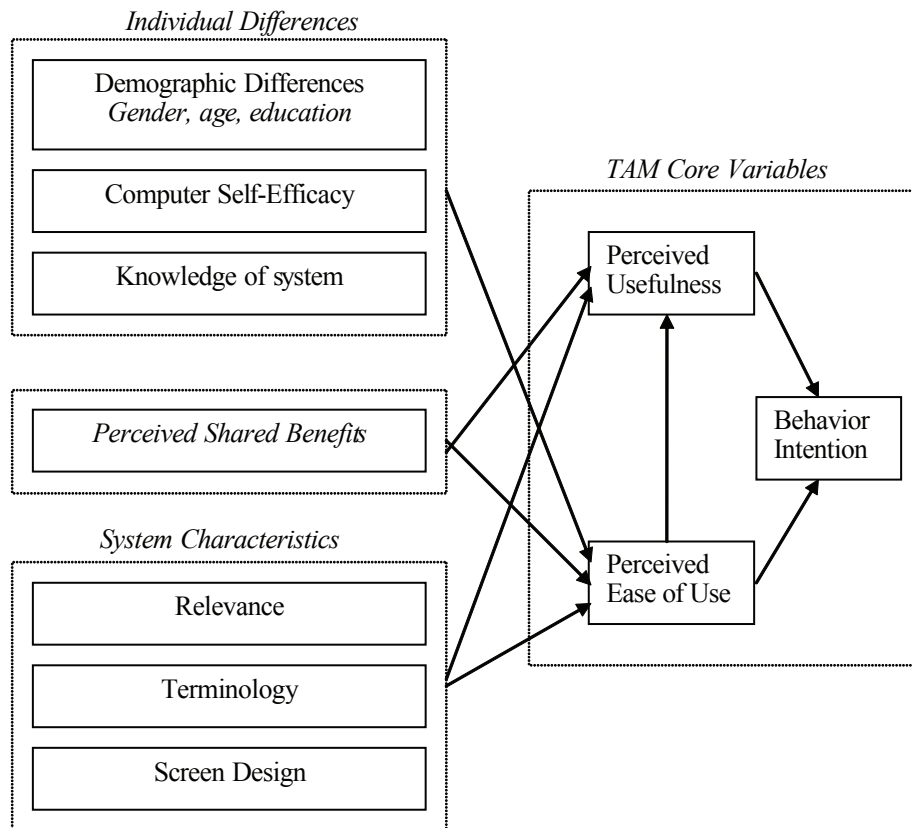 Individual Differences
Demographic Differences
Gender, age, education
Computer Self-Efficacy
Knowledge of system
Perceived Shared Benefits
System Characteristics
Relevance
Terminology
Screen Design
TAM Core Variables
Perceived
Usefulness
Behavior
Intention
Perceived
Ease of Use